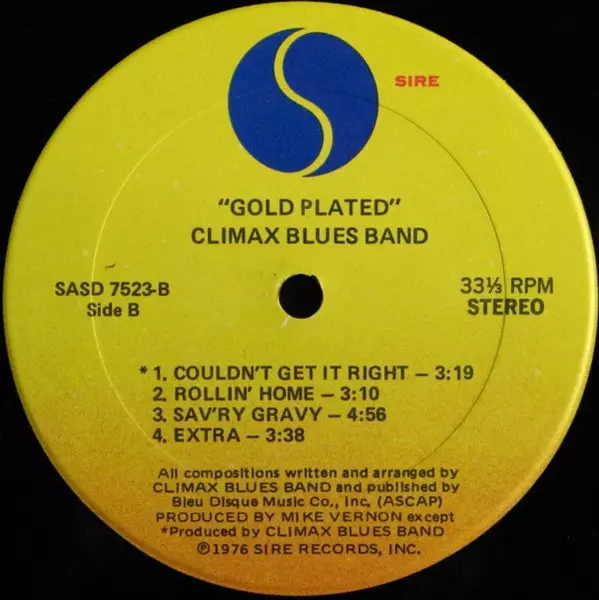 SIRE
"GOLD PLATED"
CLIMAX BLUES BAND
SASD 7523-B
Side B
33⅓ RPM
STEREO
*1. COULDN'T GET IT RIGHT – 3:19
2. ROLLIN' HOME – 3:10
3. SAV'RY GRAVY – 4:56
4. EXTRA – 3:38
All compositions written and arranged by
CLIMAX BLUES BAND and published by
Bleu Disque Music Co., Inc. (ASCAP)
PRODUCED BY MIKE VERNON except
*Produced by CLIMAX BLUES BAND
℗1976 SIRE RECORDS, INC.